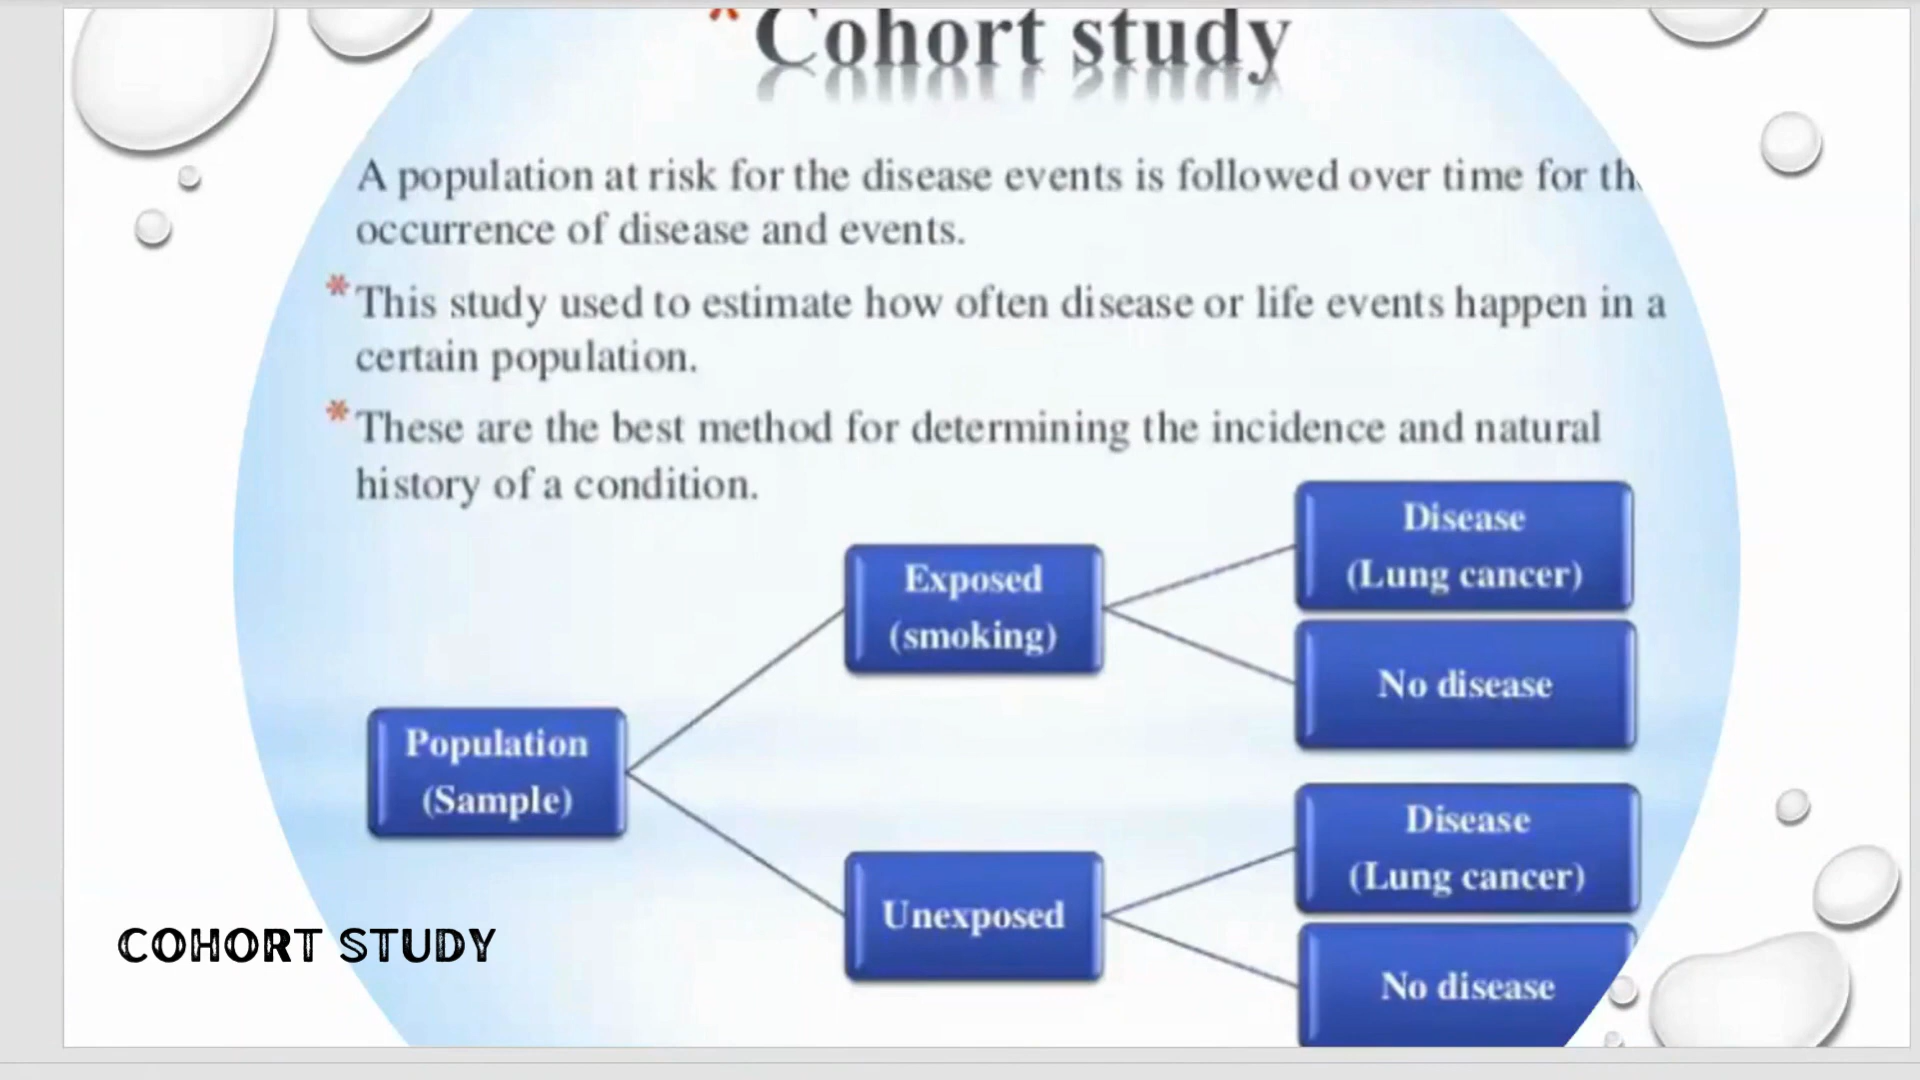 * Cohort study
A population at risk for the disease events is followed over time for
occurrence of disease and events.
* This study used to estimate how often disease or life events happen in a
certain population.
* These are the best method for determining the incidence and natural
history of a condition.
Disease
(Lung cancer)
Exposed
(smoking)
No disease
Population
(Sample)
Disease
(Lung cancer)
Unexposed
No disease
COHORT STUDY